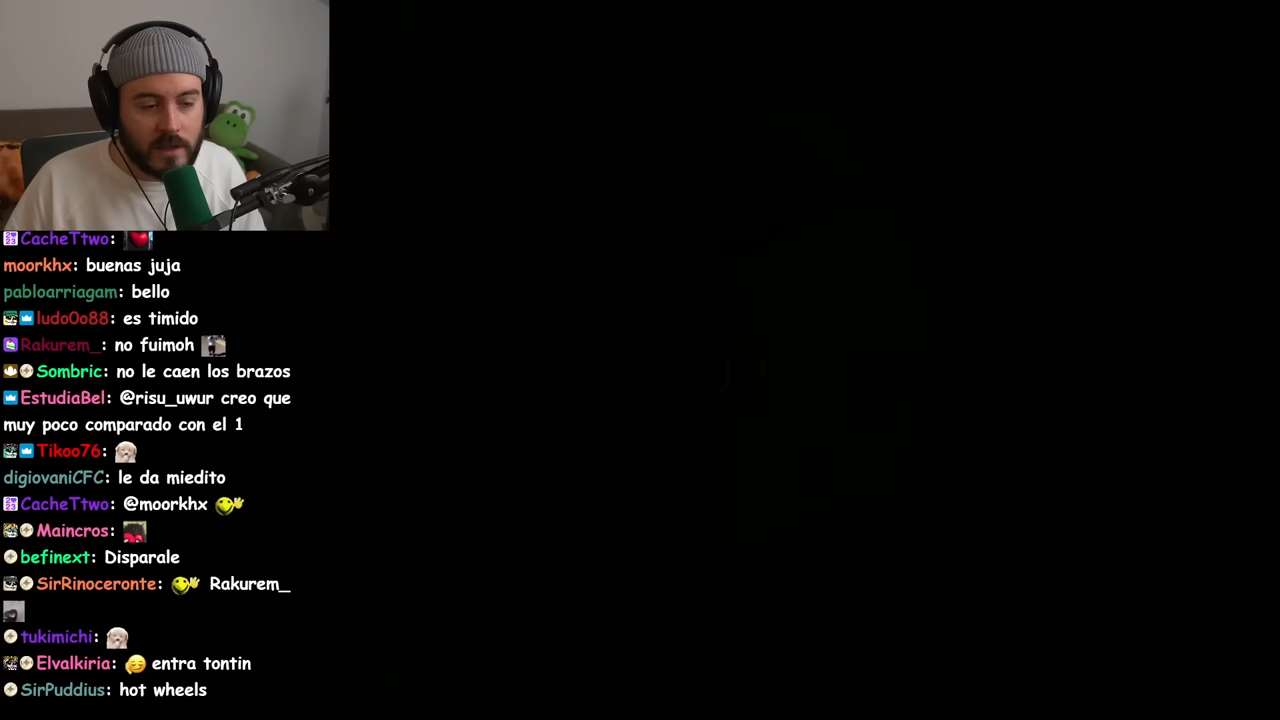 CacheTtwo:
moorkhx: buenas juja
pabloarriagam: bello
ludo0o88: es timido
Rakurem_: no fuimoh
Sombric: no le caen los brazos
EstudiaBel: @risu_uwur creo que
muy poco comparado con el 1
Tikoo76:
digiovaniCFC: le da miedito
CacheTtwo: @moorkhx
Maincros:
befinext: Disparale
SirRinoceronte: Rakurem_
tukimichi:
Elvalkiria: entra tontin
SirPuddius: hot wheels